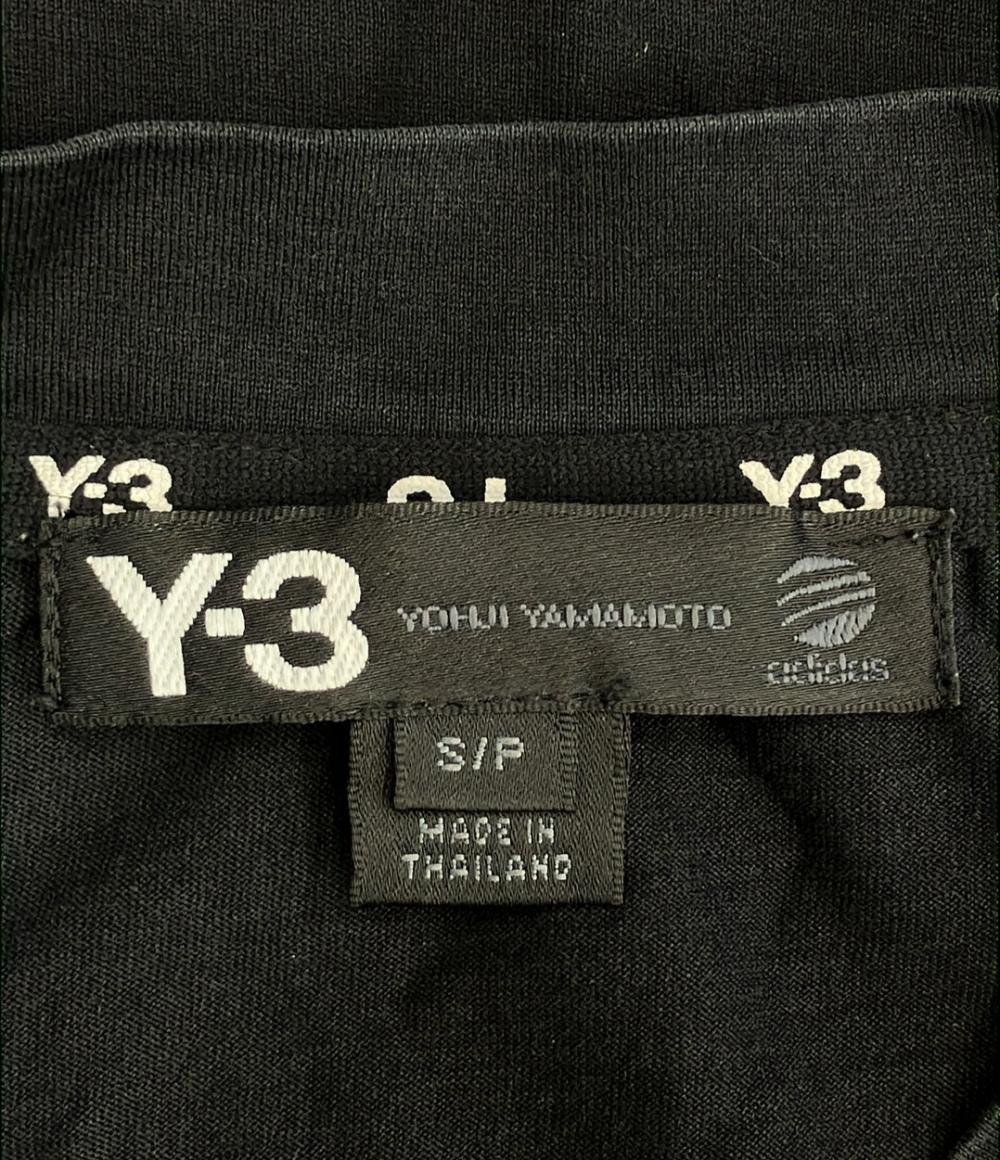 Y-3 Y-3
Y-3 YOHJI YAMAMOTO adidas
S/P
MADE IN
THAILAND